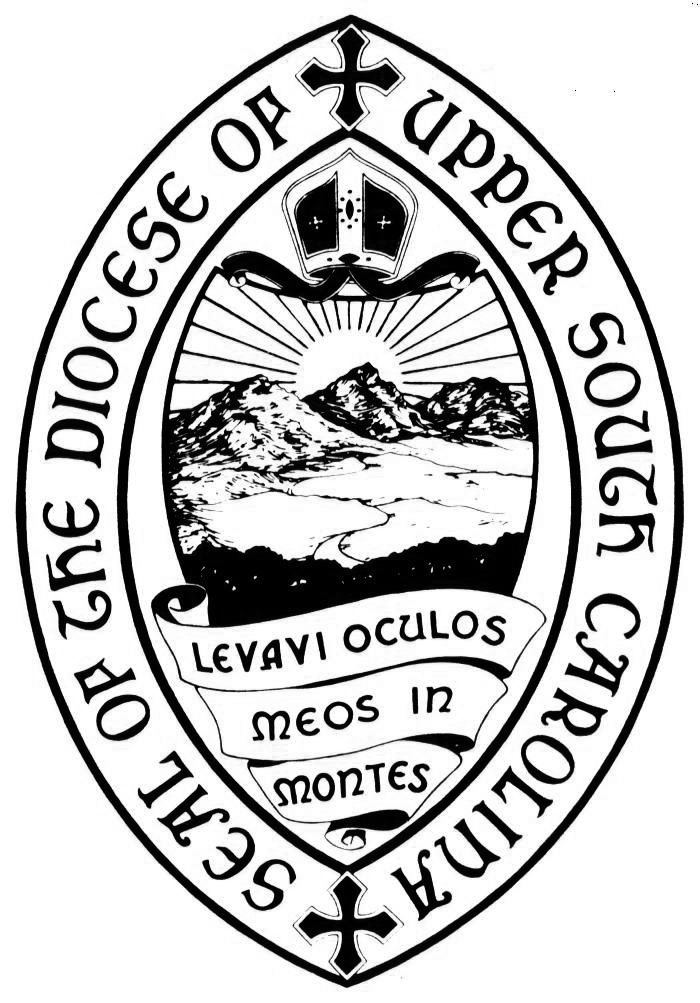 SEAL OF THE DIOCESE OF UPPER SOUTH CAROLINA
LEVAVI OCULOS
MEOS IN
MONTES